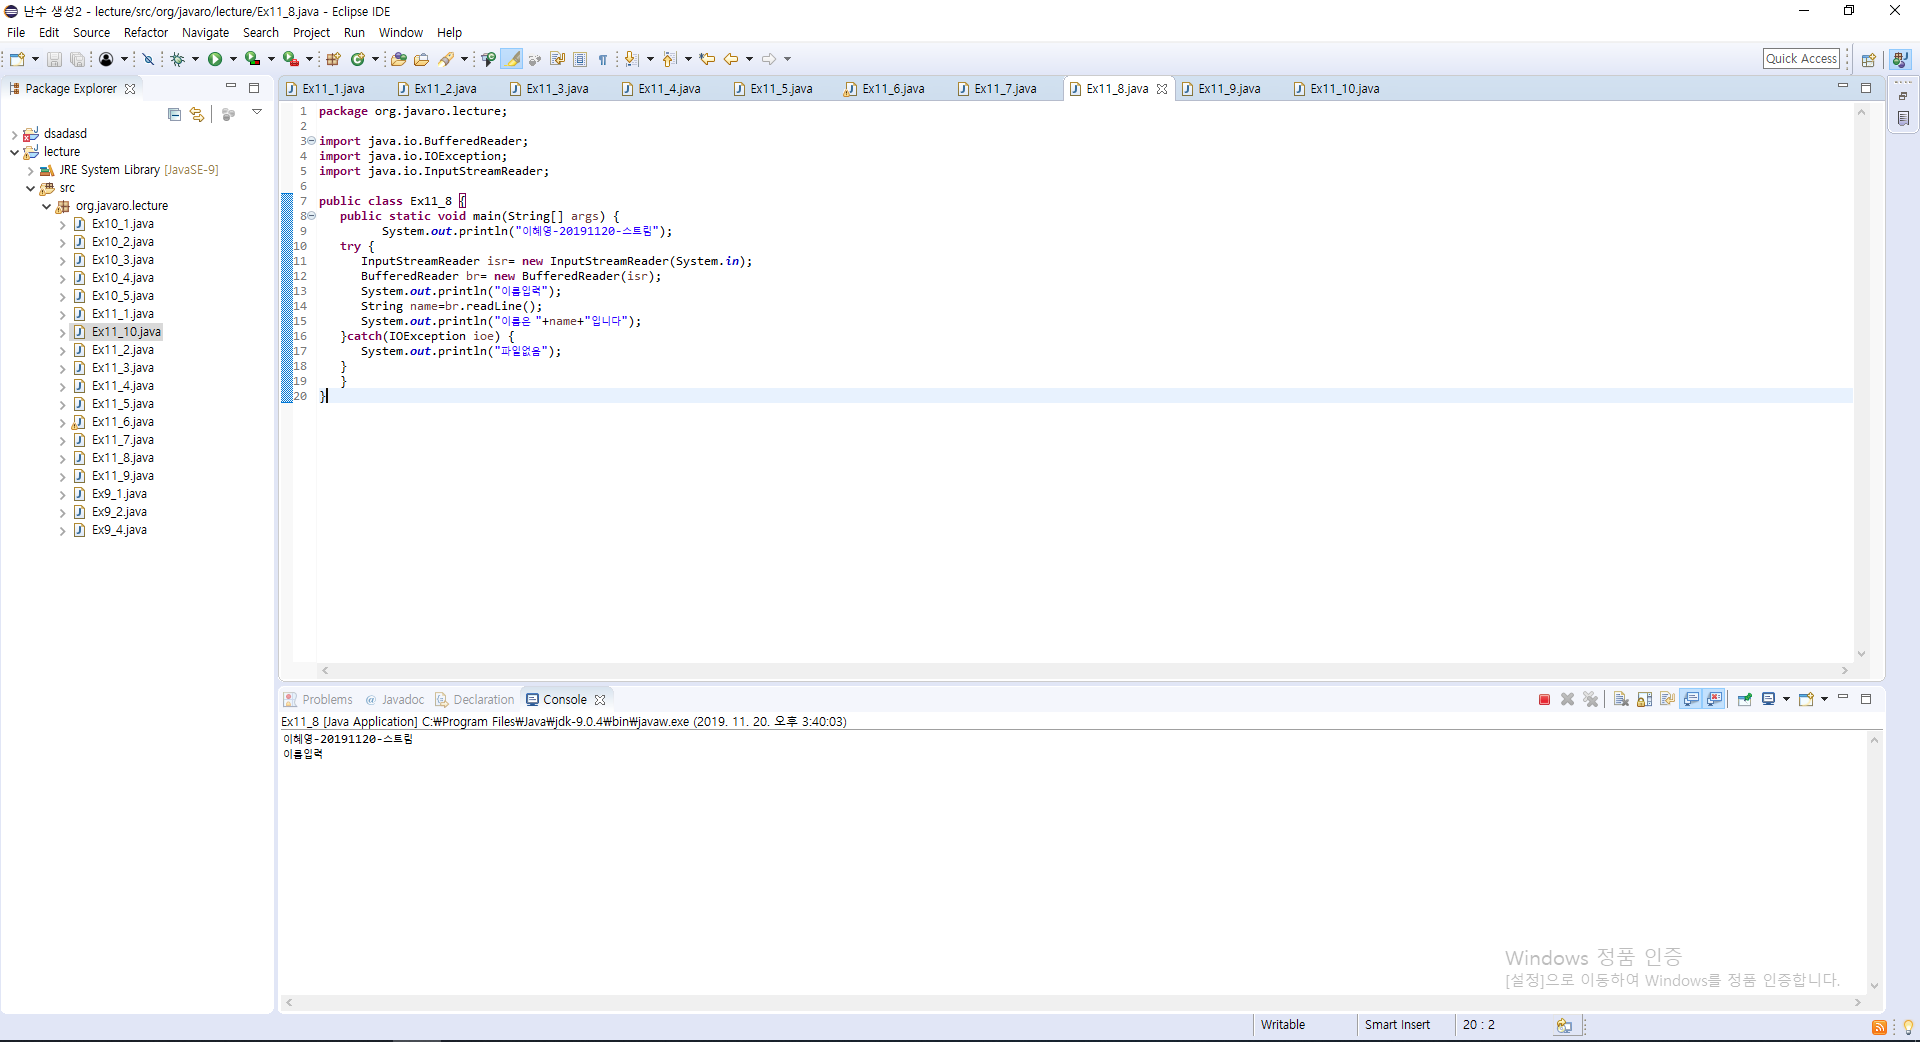 난수 생성2 - lecture/src/org/javaro/lecture/Ex11_8.java - Eclipse IDE
File Edit Source Refactor Navigate Search Project Run Window Help
Quick Access
Package Explorer
dsadasd
lecture
JRE System Library [JavaSE-9]
src
org.javaro.lecture
Ex10_1.java
Ex10_2.java
Ex10_3.java
Ex10_4.java
Ex10_5.java
Ex11_1.java
Ex11_10.java
Ex11_2.java
Ex11_3.java
Ex11_4.java
Ex11_5.java
Ex11_6.java
Ex11_7.java
Ex11_8.java
Ex11_9.java
Ex9_1.java
Ex9_2.java
Ex9_4.java
Ex11_1.java Ex11_2.java Ex11_3.java Ex11_4.java Ex11_5.java Ex11_6.java Ex11_7.java Ex11_8.java Ex11_9.java Ex11_10.java
1 package org.javaro.lecture;
2
3 import java.io.BufferedReader;
4 import java.io.IOException;
5 import java.io.InputStreamReader;
6
7 public class Ex11_8 {
8 public static void main(String[] args) {
9 System.out.println("이혜영-20191120-스트림");
10 try {
11 InputStreamReader isr= new InputStreamReader(System.in);
12 BufferedReader br= new BufferedReader(isr);
13 System.out.println("이름입력");
14 String name=br.readLine();
15 System.out.println("이름은 "+name+"입니다");
16 }catch(IOException ioe) {
17 System.out.println("파일없음");
18 }
19 }
20 }
Problems @ Javadoc Declaration Console
Ex11_8 [Java Application] C:₩Program Files₩Java₩jdk-9.0.4₩bin₩javaw.exe (2019. 11. 20. 오후 3:40:03)
이혜영-20191120-스트림
이름입력
Windows 정품 인증
[설정]으로 이동하여 Windows를 정품 인증합니다.
Writable Smart Insert 20 : 2